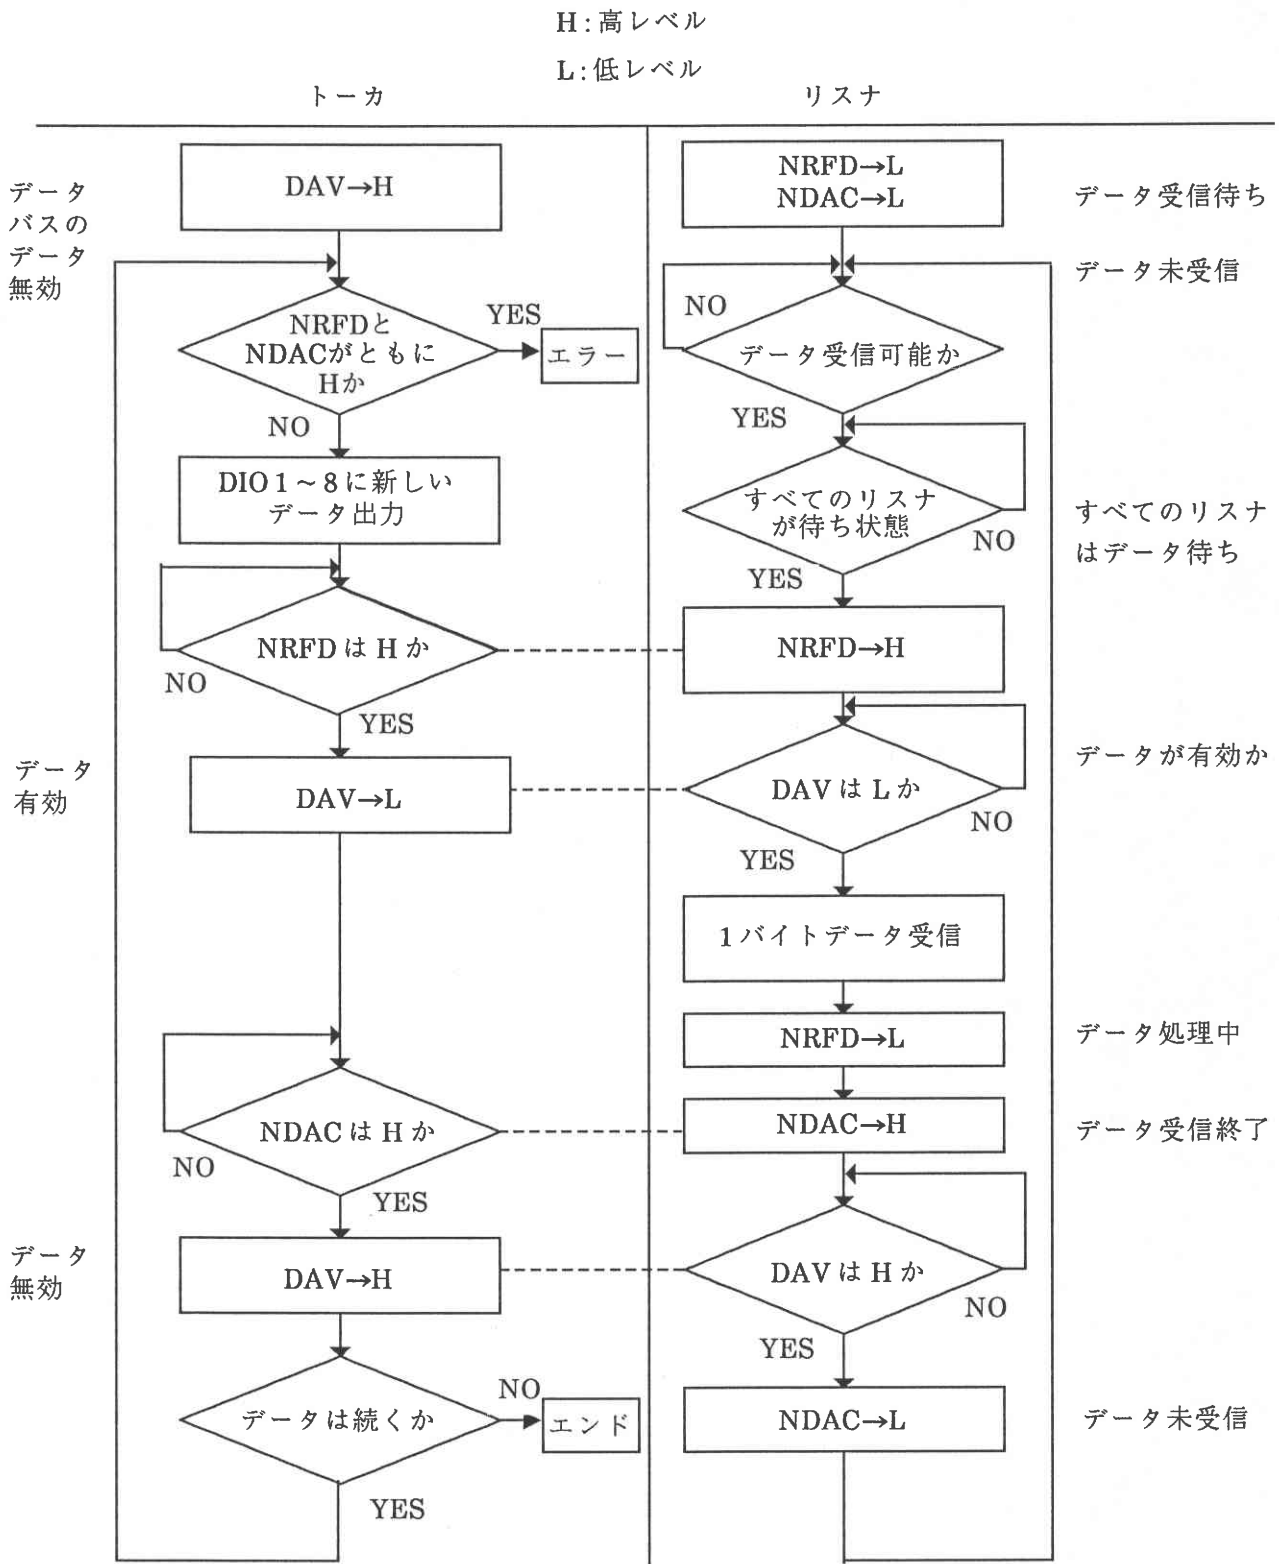 H:高レベル
L:低レベル
トーカ
リスナ
データ
バスの
データ
無効
DAV→H
NRFDと
NDACがともに
Hか
YES
エラー
NO
DIO1~8に新しい
データ出力
NRFDはHか
NO
YES
データ
有効
DAV→L
NDACはHか
NO
YES
データ
無効
DAV→H
データは続くか
NO
エンド
YES
NRFD→L
NDAC→L
データ受信待ち
データ未受信
NO
データ受信可能か
YES
すべてのリスナ
が待ち状態
NO
すべてのリスナ
はデータ待ち
YES
NRFD→H
DAVはLか
データが有効か
NO
YES
1バイトデータ受信
NRFD→L
データ処理中
NDAC→H
データ受信終了
DAVはHか
NO
YES
NDAC→L
データ未受信